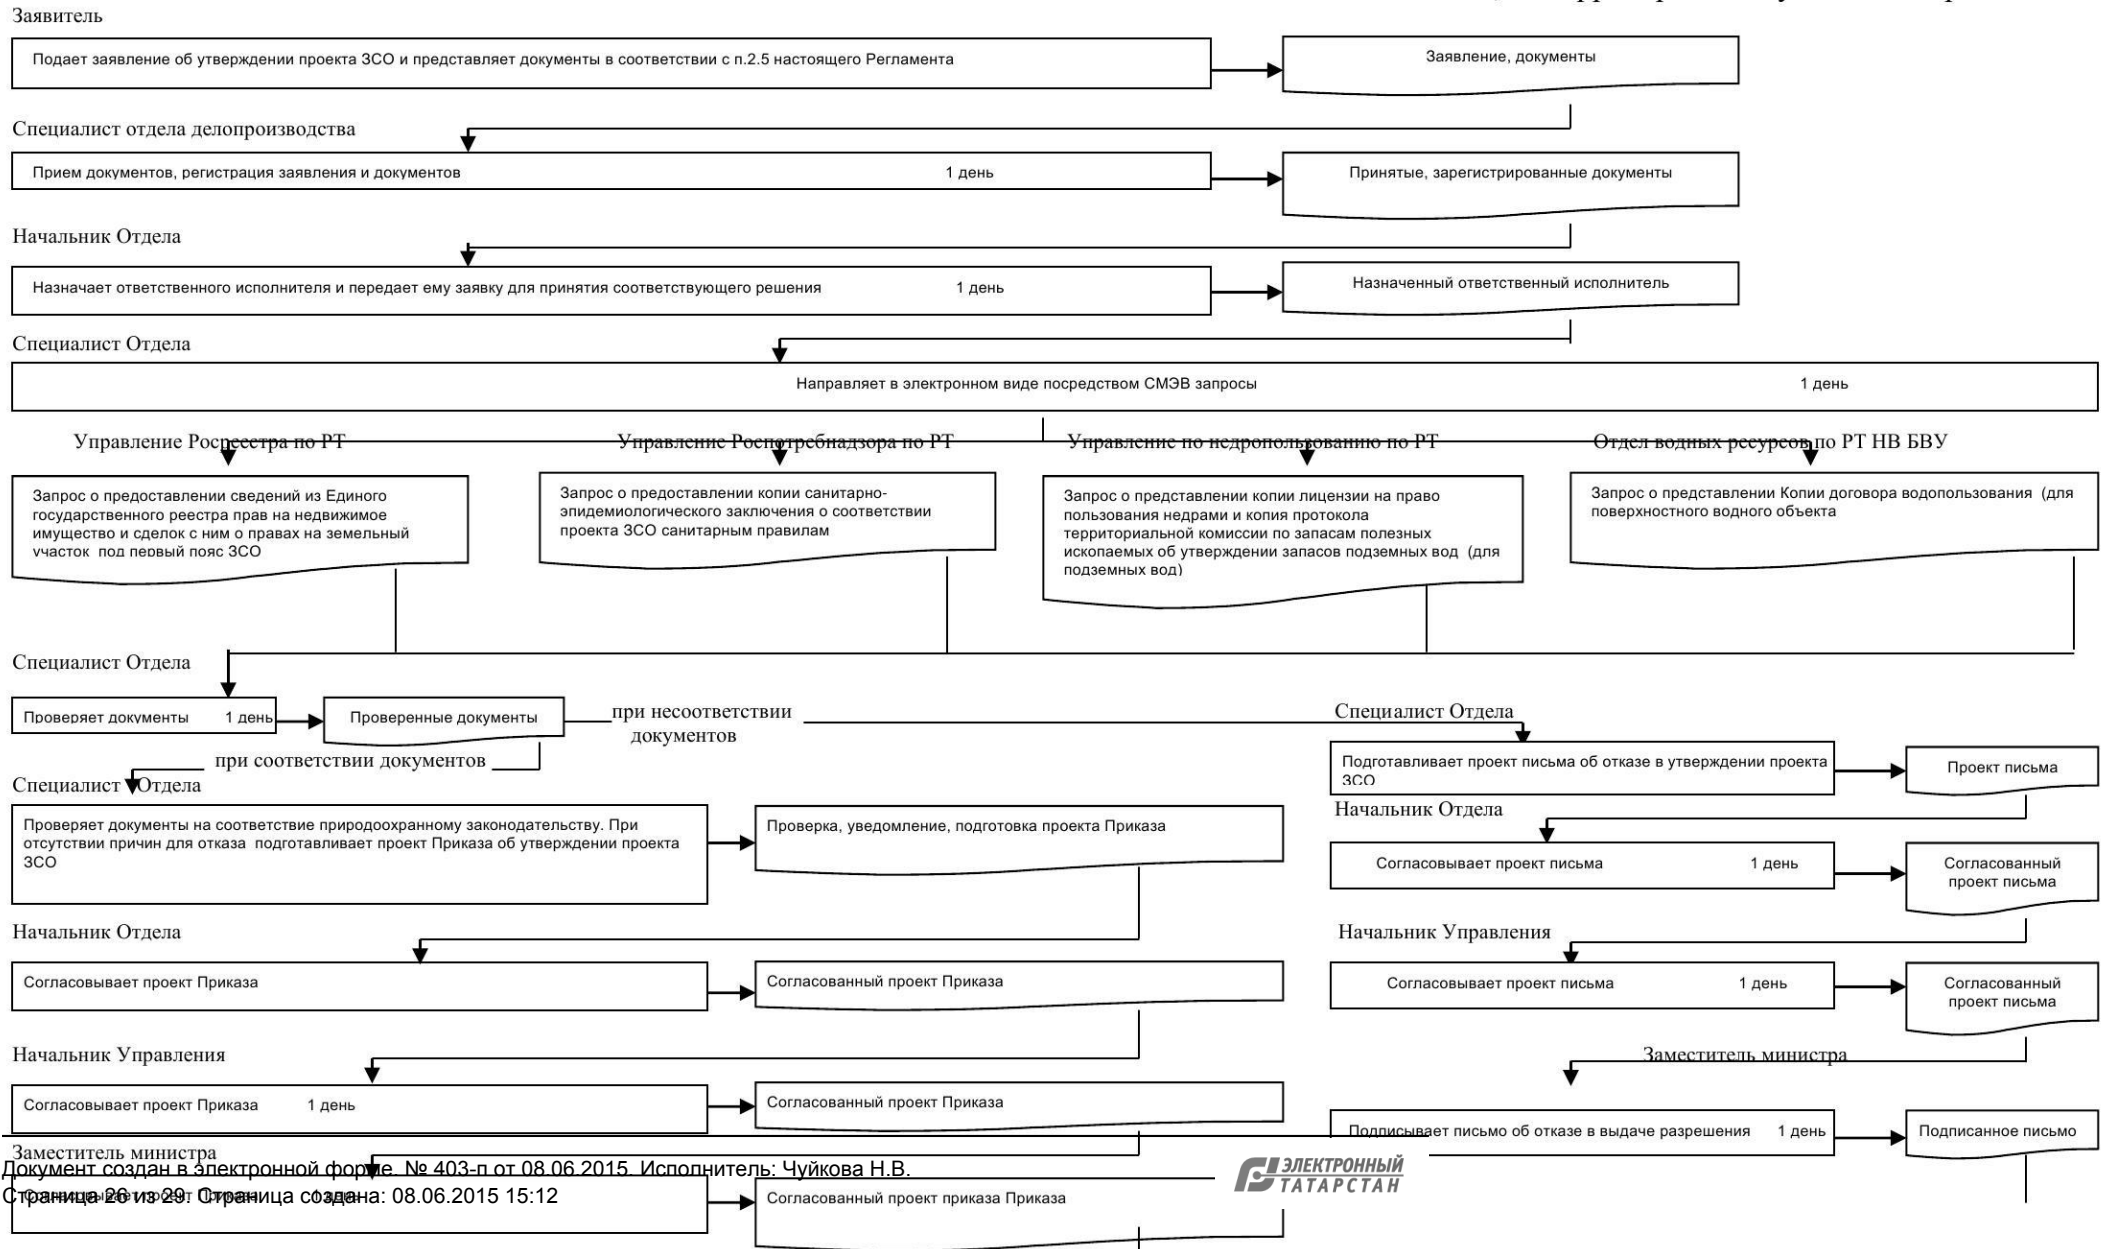 Заявитель
Подает заявление об утверждении проекта ЗСО и представляет документы в соответствии с п.2.5 настоящего Регламента
Заявление, документы
Специалист отдела делопроизводства
Прием документов, регистрация заявления и документов 1 день
Принятые, зарегистрированные документы
Начальник Отдела
Назначает ответственного исполнителя и передает ему заявку для принятия соответствующего решения 1 день
Назначенный ответственный исполнитель
Специалист Отдела
Направляет в электронном виде посредством СМЭВ запросы 1 день
Управление Росреестра по РТ
Управление Роспотребнадзора по РТ
Управление по недропользованию по РТ
Отдел водных ресурсов по РТ НВ БВУ
Запрос о предоставлении сведений из Единого
государственного реестра прав на недвижимое
имущество и сделок с ним о правах на земельный
участок под первый пояс ЗСО
Запрос о предоставлении копии санитарно-
эпидемиологического заключения о соответствии
проекта ЗСО санитарным правилам
Запрос о представлении копии лицензии на право
пользования недрами и копия протокола
территориальной комиссии по запасам полезных
ископаемых об утверждении запасов подземных вод (для
подземных вод)
Запрос о представлении Копии договора водопользования (для
поверхностного водного объекта
Специалист Отдела
Проверяет документы 1 день
Проверенные документы
при несоответствии
документов
при соответствии документов
Специалист Отдела
Подготавливает проект письма об отказе в утверждении проекта
ЗСО
Проект письма
Специалист Отдела
Проверяет документы на соответствие природоохранному законодательству. При
отсутствии причин для отказа подготавливает проект Приказа об утверждении проекта
ЗСО
Проверка, уведомление, подготовка проекта Приказа
Начальник Отдела
Согласовывает проект письма 1 день
Согласованный
проект письма
Начальник Отдела
Согласовывает проект Приказа
Согласованный проект Приказа
Начальник Управления
Согласовывает проект письма 1 день
Согласованный
проект письма
Начальник Управления
Согласовывает проект Приказа 1 день
Согласованный проект Приказа
Заместитель министра
Подписывает письмо об отказе в выдаче разрешения 1 день
Подписанное письмо
Заместитель министра
Документ создан в электронной форме. № 403-п от 08.06.2015. Исполнитель: Чуйкова Н.В.
Страница 26 из 29. Страница создана: 08.06.2015 15:12
ЭЛЕКТРОННЫЙ
ТАТАРСТАН
Согласованный проект приказа Приказа